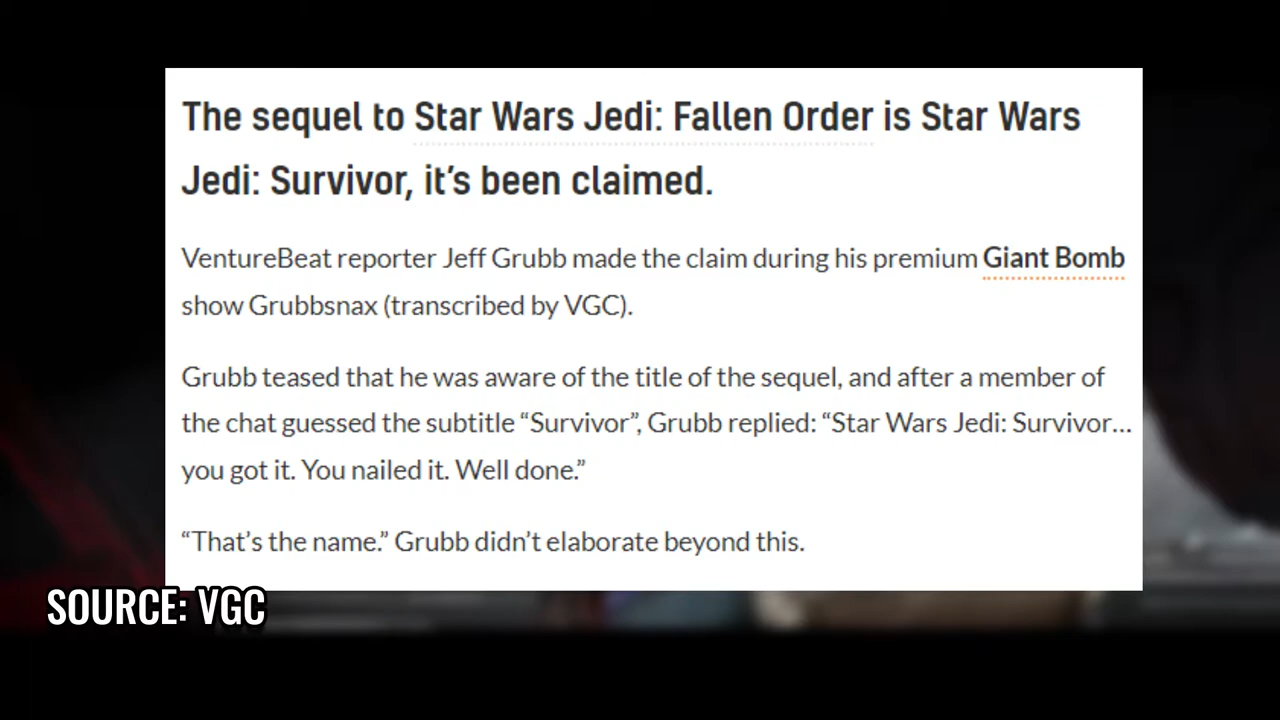 The sequel to Star Wars Jedi: Fallen Order is Star Wars
Jedi: Survivor, it’s been claimed.
VentureBeat reporter Jeff Grubb made the claim during his premium Giant Bomb
show Grubbsnax (transcribed by VGC).
Grubb teased that he was aware of the title of the sequel, and after a member of
the chat guessed the subtitle “Survivor”, Grubb replied: “Star Wars Jedi: Survivor…
you got it. You nailed it. Well done.”
“That’s the name.” Grubb didn’t elaborate beyond this.
SOURCE: VGC